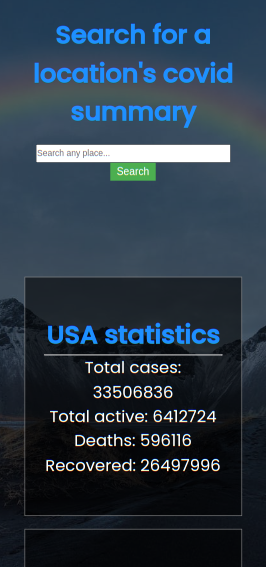 Search for a
location's covid
summary
Search any place...
Search
USA statistics
Total cases:
33506836
Total active: 6412724
Deaths: 596116
Recovered: 26497996